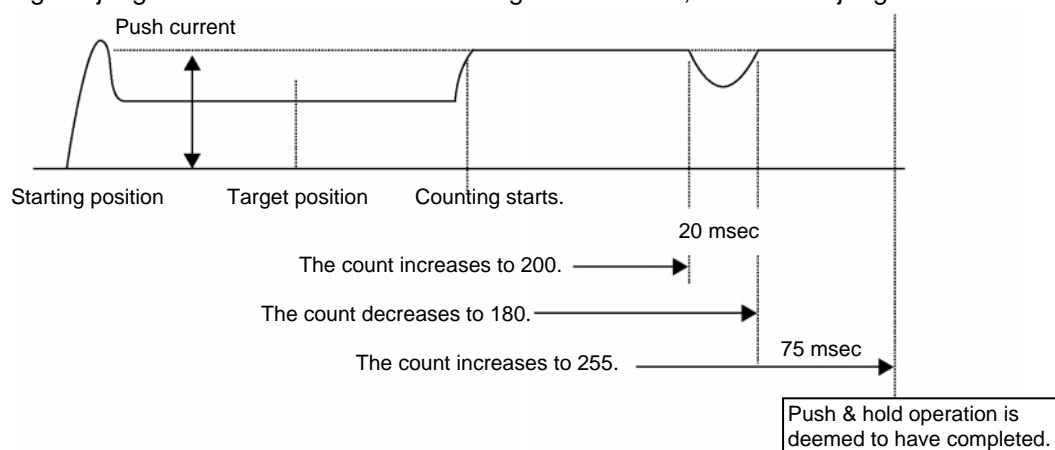 Push current
Starting position
Target position
Counting starts.
20 msec
The count increases to 200.
The count decreases to 180.
The count increases to 255.
75 msec
Push & hold operation is
deemed to have completed.